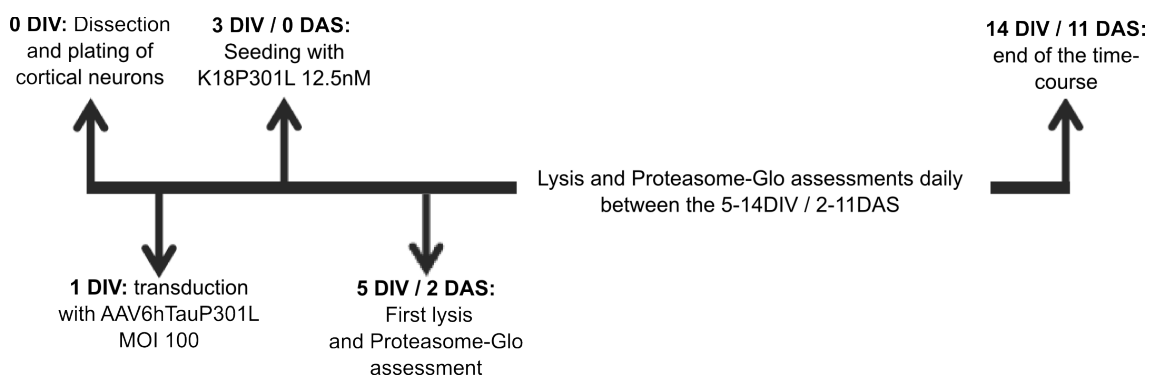 0 DIV: Dissection
and plating of
cortical neurons
3 DIV / 0 DAS:
Seeding with
K18P301L 12.5nM
14 DIV / 11 DAS:
end of the time-
course
Lysis and Proteasome-Glo assessments daily
between the 5-14DIV / 2-11DAS
1 DIV: transduction
with AAV6hTauP301L
MOI 100
5 DIV / 2 DAS:
First lysis
and Proteasome-Glo
assessment